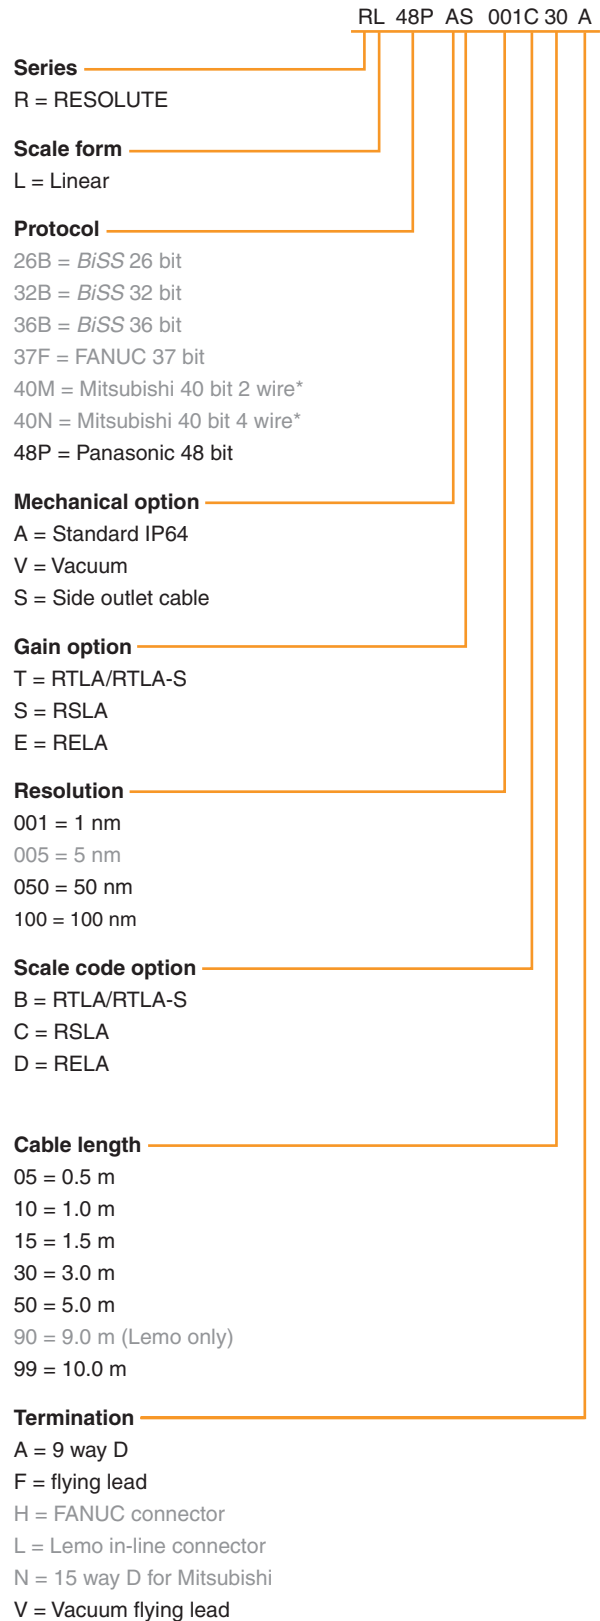 RL 48P AS 001C 30 A
Series
R = RESOLUTE
Scale form
L = Linear
Protocol
26B = BiSS 26 bit
32B = BiSS 32 bit
36B = BiSS 36 bit
37F = FANUC 37 bit
40M = Mitsubishi 40 bit 2 wire*
40N = Mitsubishi 40 bit 4 wire*
48P = Panasonic 48 bit
Mechanical option
A = Standard IP64
V = Vacuum
S = Side outlet cable
Gain option
T = RTLA/RTLA-S
S = RSLA
E = RELA
Resolution
001 = 1 nm
005 = 5 nm
050 = 50 nm
100 = 100 nm
Scale code option
B = RTLA/RTLA-S
C = RSLA
D = RELA
Cable length
05 = 0.5 m
10 = 1.0 m
15 = 1.5 m
30 = 3.0 m
50 = 5.0 m
90 = 9.0 m (Lemo only)
99 = 10.0 m
Termination
A = 9 way D
F = flying lead
H = FANUC connector
L = Lemo in-line connector
N = 15 way D for Mitsubishi
V = Vacuum flying lead